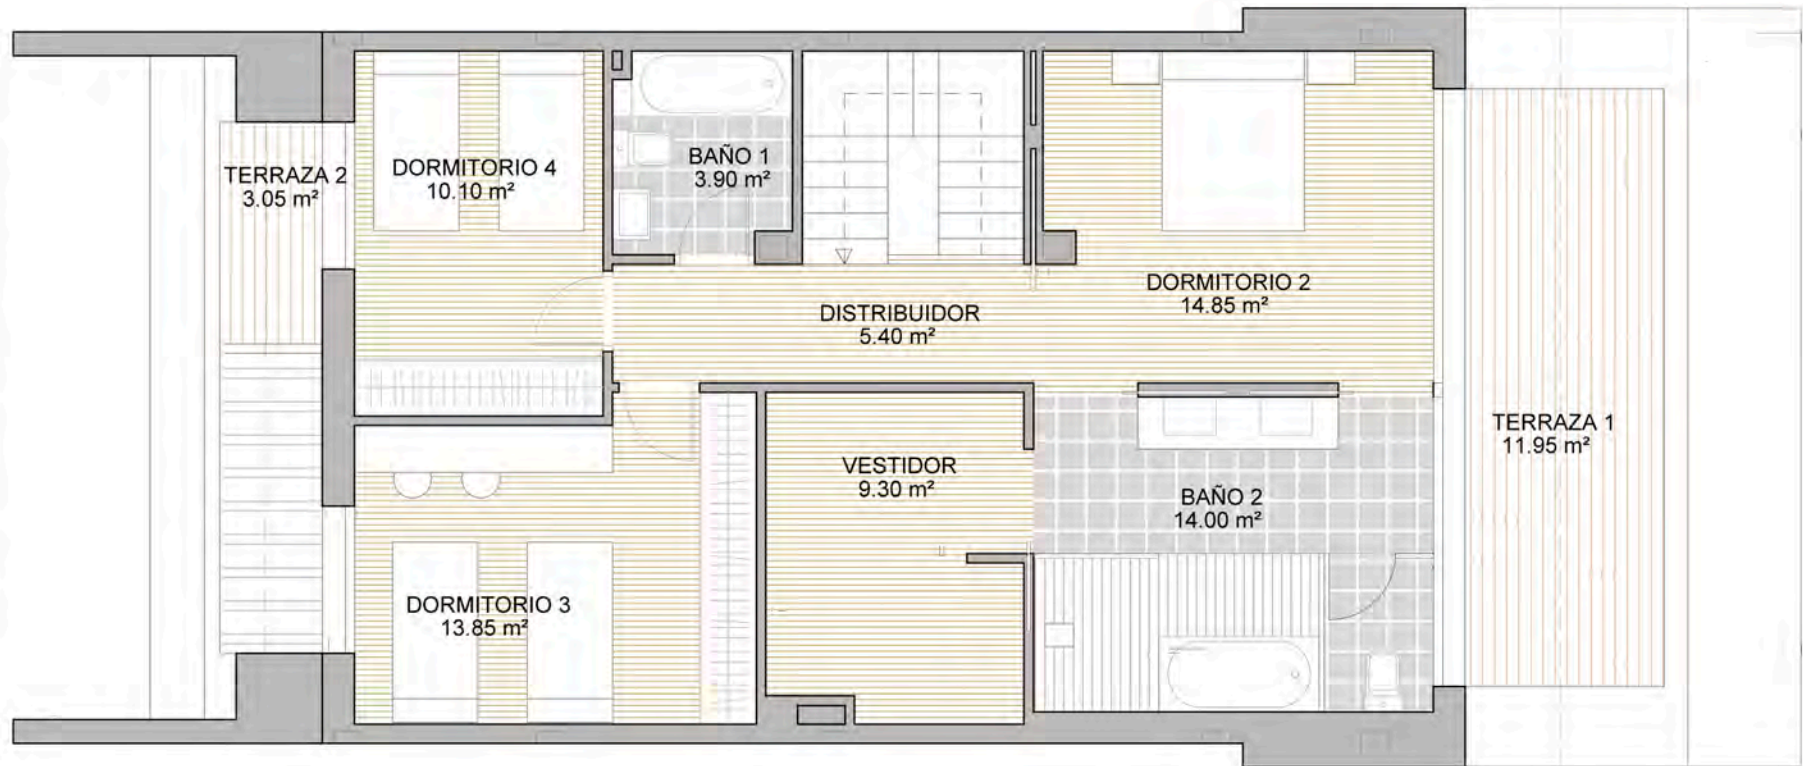 TERRAZA 2
3.05 m²
DORMITORIO 4
10.10 m²
BAÑO 1
3.90 m²
DORMITORIO 2
14.85 m²
DISTRIBUIDOR
5.40 m²
TERRAZA 1
11.95 m²
VESTIDOR
9.30 m²
BAÑO 2
14.00 m²
DORMITORIO 3
13.85 m²